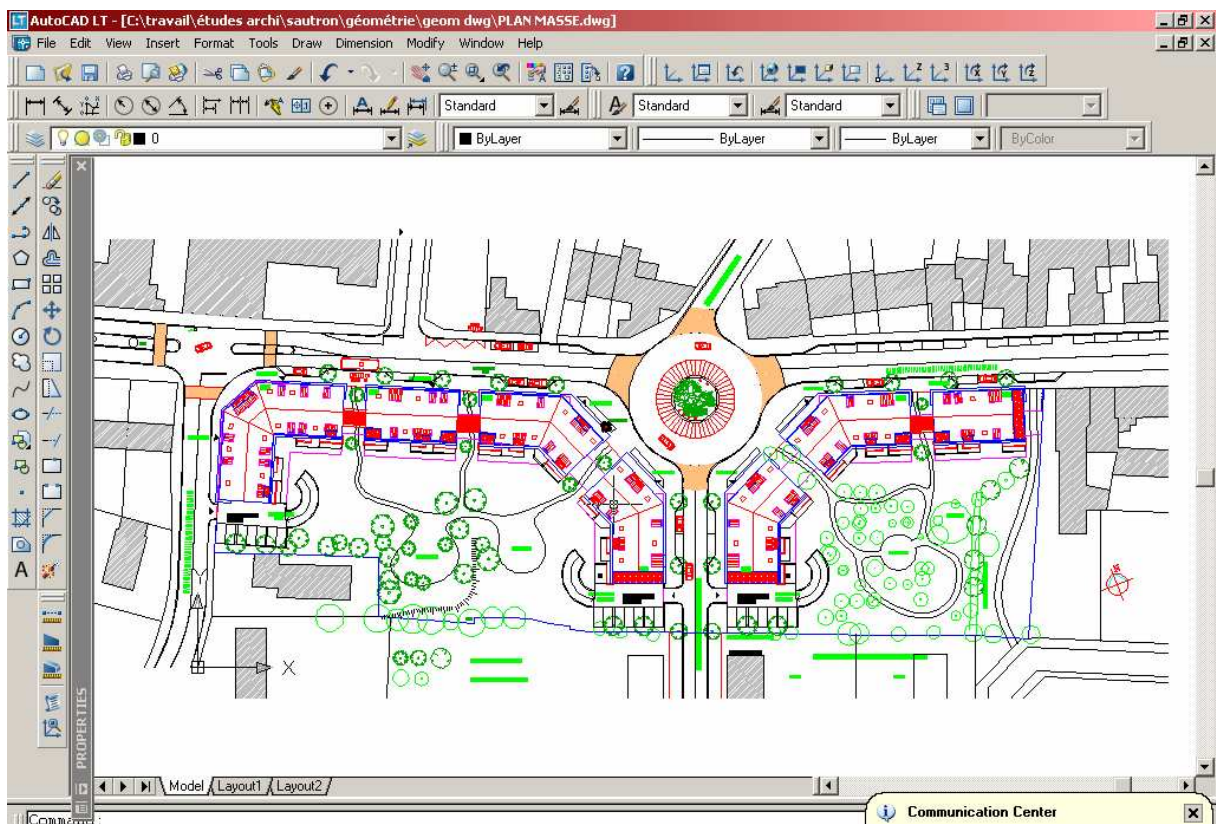 AutoCAD LT - [C:\travail\études archi\sautron\géométrie\geom dwg\PLAN MASSE.dwg]
File Edit View Insert Format Tools Draw Dimension Modify Window Help
Standard Standard Standard
0 ByLayer ByLayer ByLayer ByColor
X
PROPERTIES
Model Layout1 Layout2
Communication Center